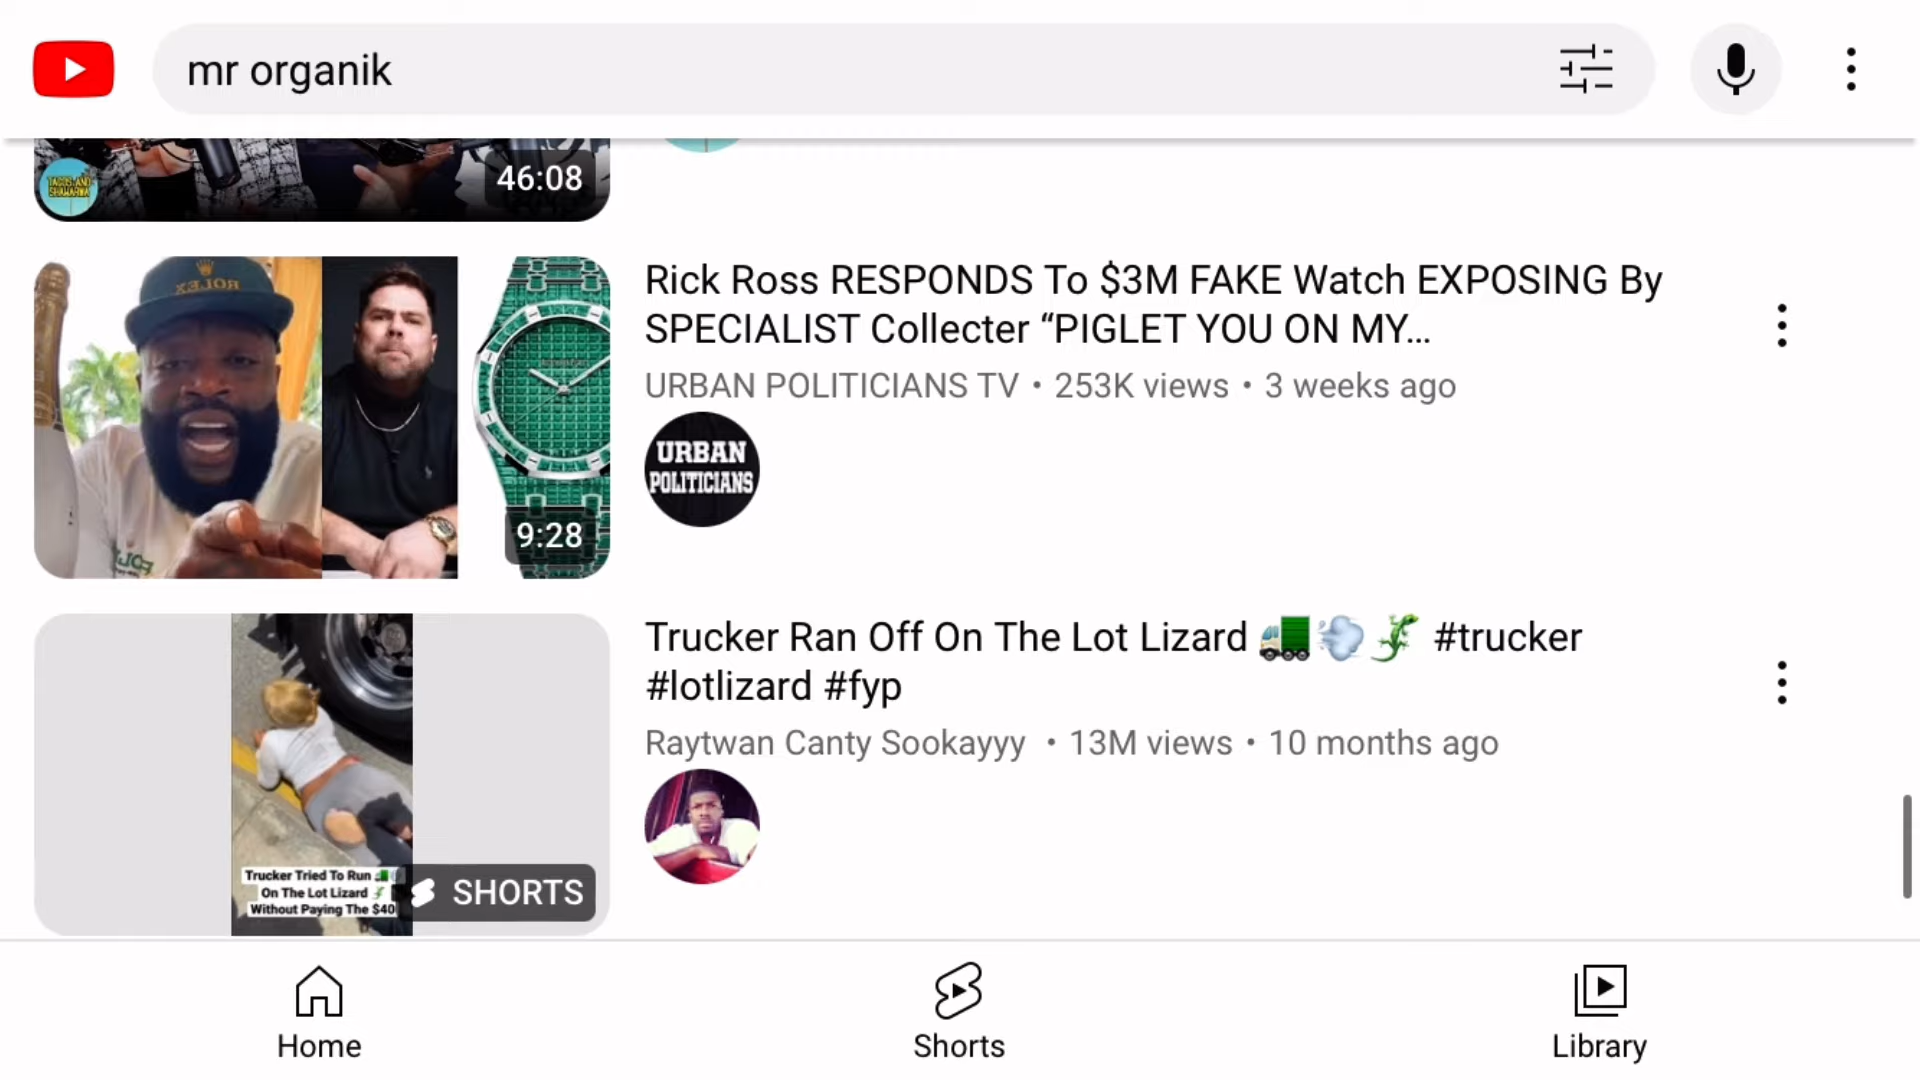 mr organik
TACOS AND
SHAWARMA
46:08
Rick Ross RESPONDS To $3M FAKE Watch EXPOSING By
SPECIALIST Collecter “PIGLET YOU ON MY...
URBAN POLITICIANS TV • 253K views • 3 weeks ago
URBAN
POLITICIANS
ROLEX
9:28
Trucker Ran Off On The Lot Lizard 🚛💨🦎 #trucker
#lotlizard #fyp
Raytwan Canty Sookayyy • 13M views • 10 months ago
Trucker Tried To Run 🚛💨
On The Lot Lizard 🦎
Without Paying The $40
SHORTS
Home
Shorts
Library